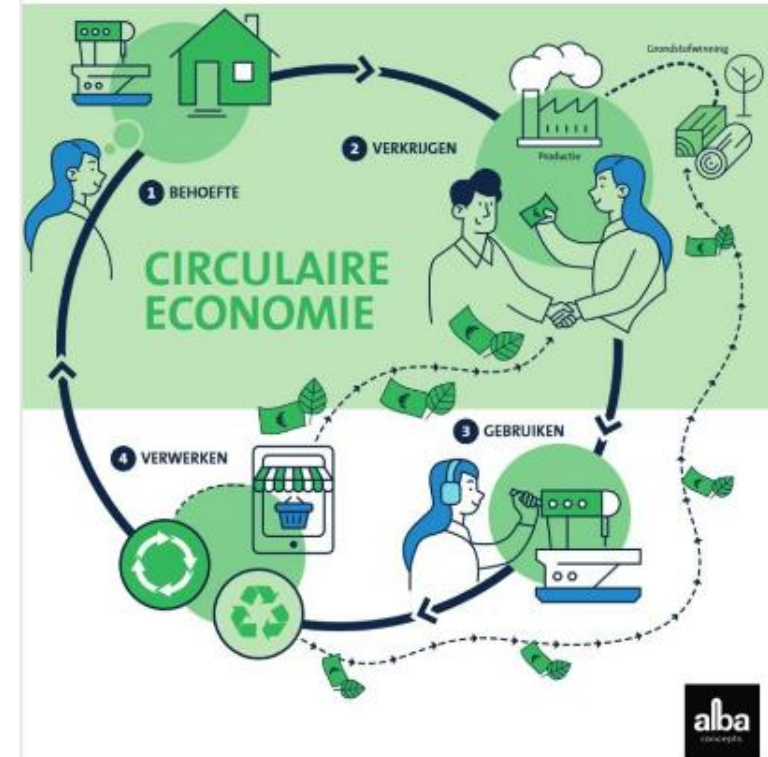 Grondstofwinning
2 VERKRIJGEN
Productie
1 BEHOEFTE
CIRCULAIRE
ECONOMIE
3 GEBRUIKEN
4 VERWERKEN
alba
concepts